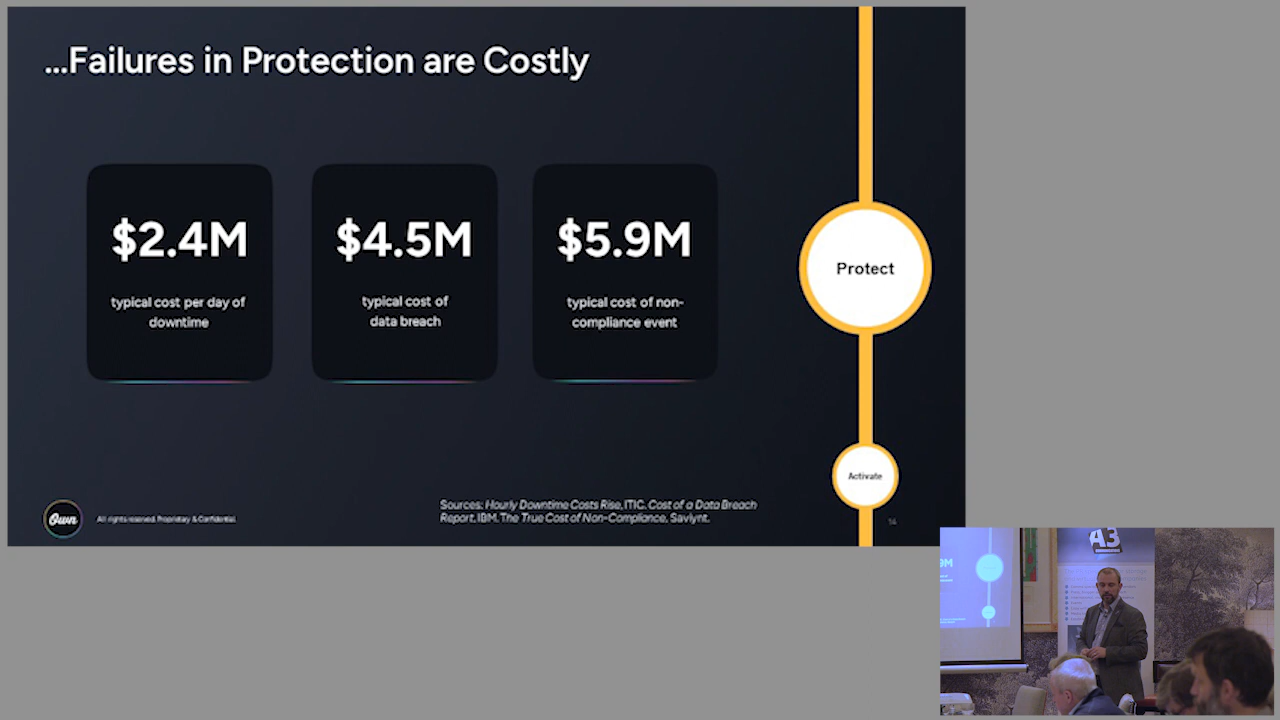 ...Failures in Protection are Costly
$2.4M
typical cost per day of
downtime
$4.5M
typical cost of
data breach
$5.9M
typical cost of non-
compliance event
Protect
Activate
Own
All rights reserved. Proprietary & Confidential.
Sources: Hourly Downtime Costs Rise, ITIC. Cost of a Data Breach
Report, IBM. The True Cost of Non-Compliance, Saviynt.
14
9M
A3